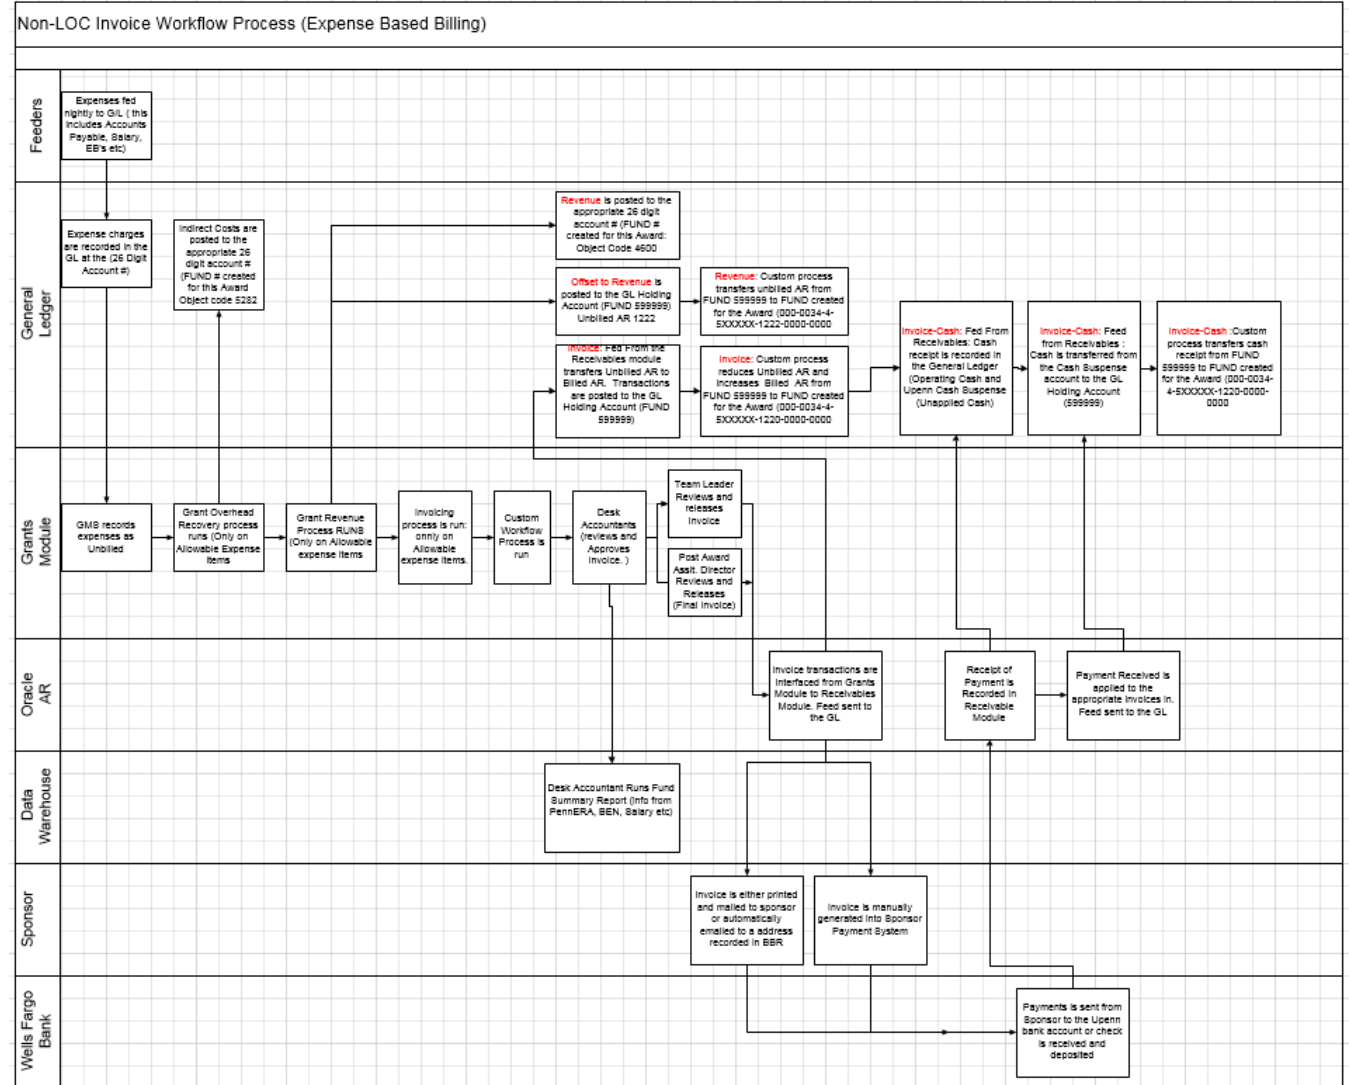 Non-LOC Invoice Workflow Process (Expense Based Billing)
Feeders
Expenses fed
nightly to G/L ( this
includes Accounts
Payable, Salary,
EB's etc)
General
Ledger
Expense charges
are recorded in the
GL at the (26 Digit
Account #)
Indirect Costs are
posted to the
appropriate 26
digit account #
(FUND # created
for this Award
Object code 5282
Revenue is posted to the
appropriate 26 digit
account # (FUND #
created for this Award:
Object Code 4600
Offset to Revenue is
posted to the GL Holding
Account (FUND 599999)
Unbilled AR 1222
Revenue: Custom process
transfers unbilled AR from
FUND 599999 to FUND created
for the Award (000-0034-4-
5XXXXX-1222-0000-0000
Invoice: Fed From the
Receivables module
transfers Unbilled AR to
Billed AR. Transactions
are posted to the GL
Holding Account (FUND
599999)
Invoice: Custom process
reduces Unbilled AR and
increases Billed AR from
FUND 599999 to FUND created
for the Award (000-0034-4-
5XXXXX-1220-0000-0000
Invoice-Cash: Fed From
Receivables: Cash
receipt is recorded in
the General Ledger
(Operating Cash and
Upenn Cash Suspense
(Unapplied Cash)
Invoice-Cash: Feed
from Receivables :
Cash is transferred from
the Cash Suspense
account to the GL
Holding Account
(599999)
Invoice-Cash :Custom
process transfers cash
receipt from FUND
599999 to FUND created
for the Award (000-0034-
4-5XXXXX-1220-0000-
0000
Grants
Module
GMS records
expenses as
Unbilled
Grant Overhead
Recovery process
runs (Only on
Allowable Expense
Items
Grant Revenue
Process RUNS
(Only on Allowable
expense Items
Invoicing
process is run:
onnly on
Allowable
expense Items.
Custom
Workflow
Process is
run
Desk
Accountants
(reviews and
Approves
Invoice. )
Team Leader
Reviews and
releases
Invoice
Post Award
Assit. Director
Reviews and
Releases
(Final Invoice)
Oracle
AR
Invoice transactions are
Interfaced from Grants
Module to Receivables
Module. Feed sent to
the GL
Receipt of
Payment is
Recorded in
Receivable
Module
Payment Received is
applied to the
appropriate Invoices in.
Feed sent to the GL
Data
Warehouse
Desk Accountant Runs Fund
Summary Report (info from
PennERA, BEN, Salary etc)
Sponsor
Invoice is either printed
and mailed to sponsor
or automatically
emailed to a address
recorded in BBR
Invoice is manually
generated into Sponsor
Payment System
Wells Fargo
Bank
Payments is sent from
Sponsor to the Upenn
bank account or check
is received and
deposited